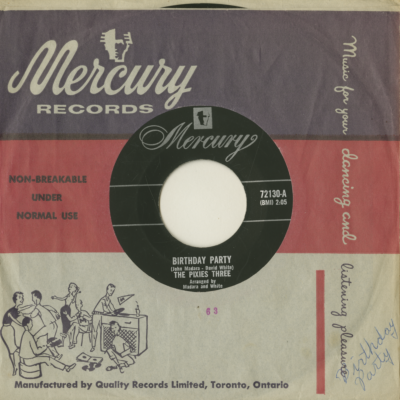 Mercury
RECORDS
Music for your dancing and listening pleasure
NON-BREAKABLE
UNDER
NORMAL USE
Mercury
72130-A
(BMI) 2:05
BIRTHDAY PARTY
(John Madara - David White)
THE PIXIES THREE
Arranged by
Madara and White
63
Birthday
Party
Manufactured by Quality Records Limited, Toronto, Ontario